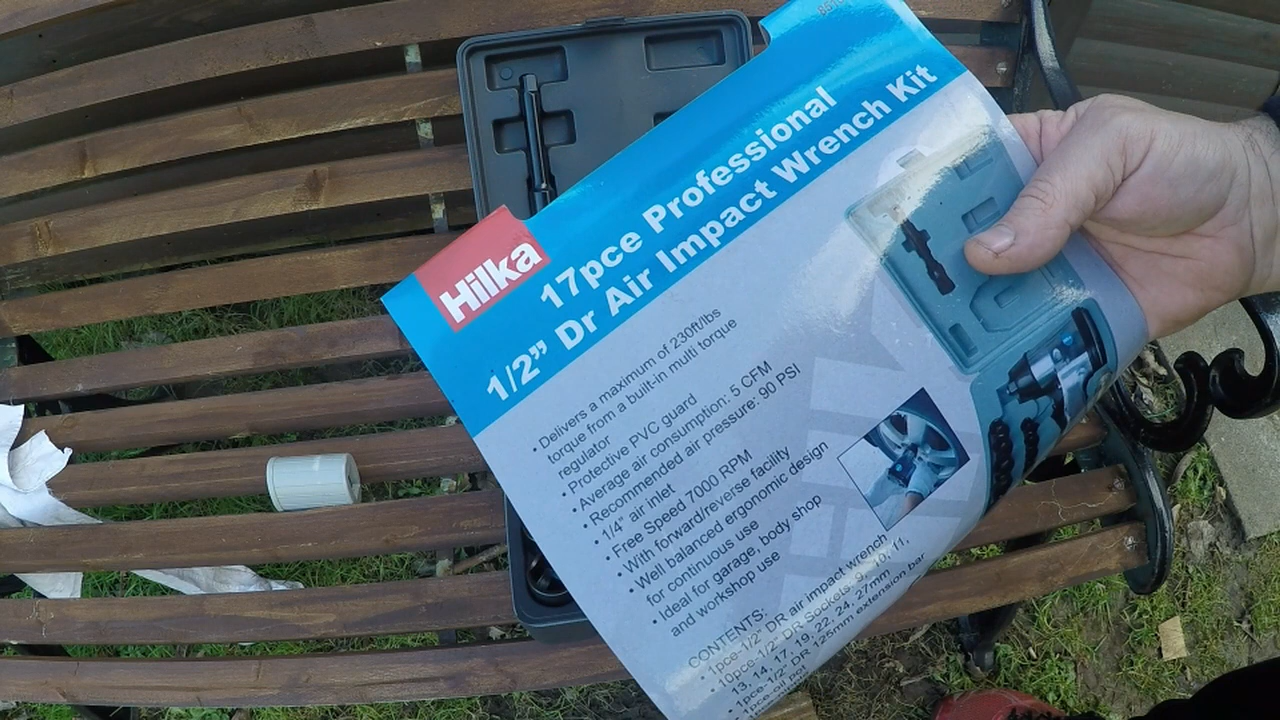 Hilka
17pce Professional
1/2” Dr Air Impact Wrench Kit
• Delivers a maximum of 230ft/lbs
torque from a built-in multi torque
regulator
• Protective PVC guard
• Average air consumption: 5 CFM
• Recommended air pressure: 90 PSI
• 1/4" air inlet
• Free Speed 7000 RPM
• With forward/reverse facility
• Well balanced ergonomic design
for continuous use
• Ideal for garage, body shop
and workshop use
CONTENTS:
• 1pce-1/2" DR air impact wrench
• 10pce-1/2" DR Sockets 9, 10, 11,
13, 14, 17, 19, 22, 24, 27mm
• 1pce-1/2" DR 125mm extension bar